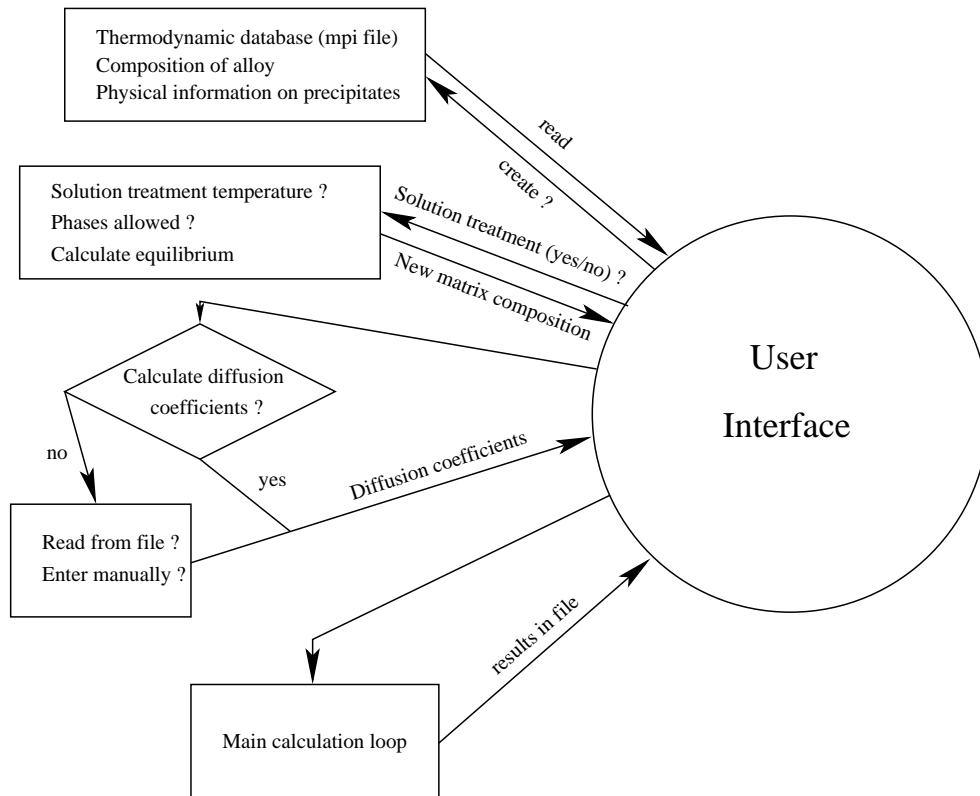 Thermodynamic database (mpi file)
Composition of alloy
Physical information on precipitates
read
create ?
Solution treatment temperature ?
Phases allowed ?
Calculate equilibrium
Solution treatment (yes/no) ?
New matrix composition
User
Interface
Calculate diffusion
coefficients ?
no
yes
Diffusion coefficients
Read from file ?
Enter manually ?
results in file
Main calculation loop